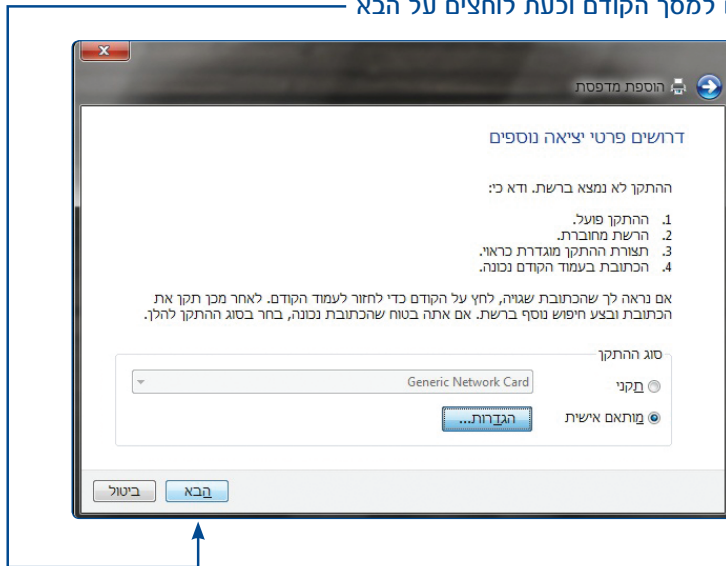 למסך הקודם וכעת לוחצים על הבא
הוספת מדפסת
דרושים פרטי יציאה נוספים
ההתקן לא נמצא ברשת. ודא כי:
1. ההתקן פועל.
2. הרשת מחוברת.
3. תצורת ההתקן מוגדרת כראוי.
4. הכתובת בעמוד הקודם נכונה.
אם נראה לך שהכתובת שגויה, לחץ על הקודם כדי לחזור לעמוד הקודם. לאחר מכן תקן את
הכתובת ובצע חיפוש נוסף ברשת. אם אתה בטוח שהכתובת נכונה, בחר בסוג ההתקן להלן.
סוג ההתקן
תקני
Generic Network Card
מותאם אישית
הגדרות...
הבא
ביטול